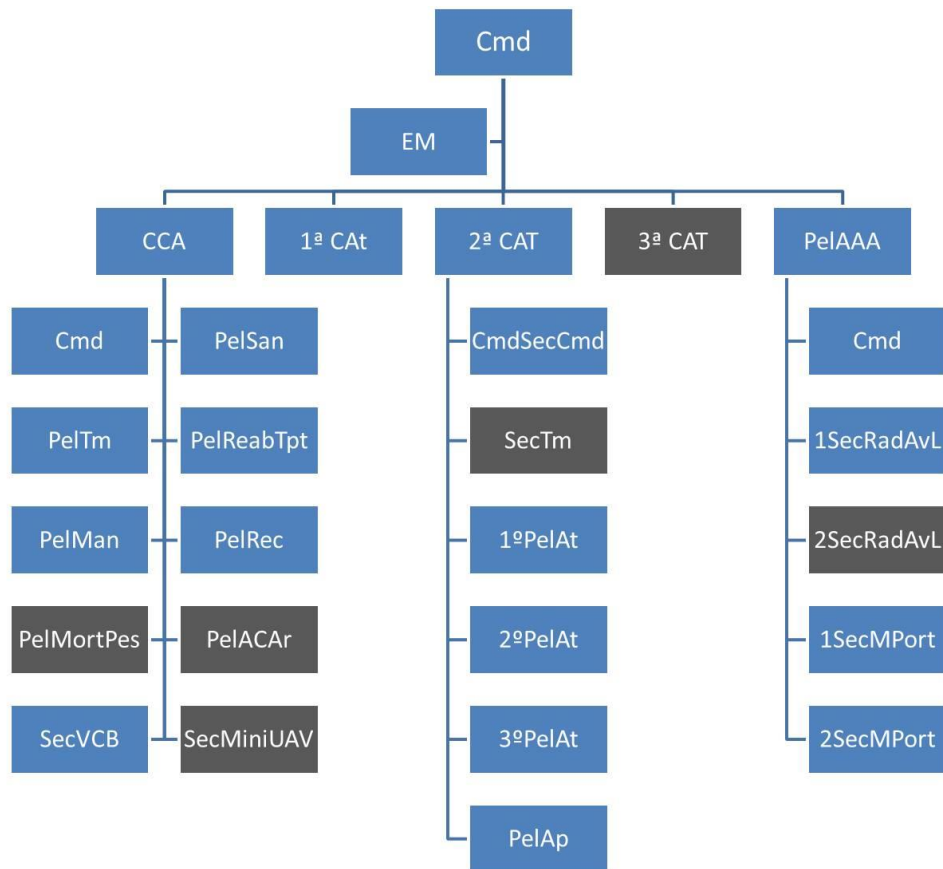 Cmd
EM
CCA
1ª CAt
2ª CAT
3ª CAT
PelAAA
Cmd
PelSan
CmdSecCmd
Cmd
PelTm
PelReabTpt
SecTm
1SecRadAvL
PelMan
PelRec
1ºPelAt
2SecRadAvL
PelMortPes
PelACAr
2ºPelAt
1SecMPort
SecVCB
SecMiniUAV
3ºPelAt
2SecMPort
PelAp